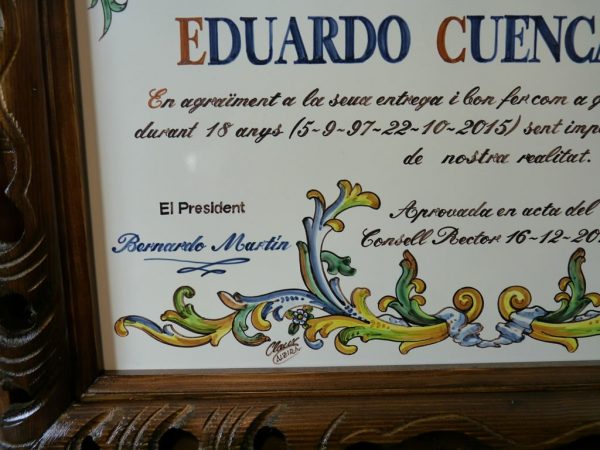 EDUARDO CUENCA
En agraïment a la seua entrega i bon fer com a g
durant 18 anys (5-9-97-22-10-2015) sent imp
de nostra realitat.
El President
Bernardo Martín
Aprovada en acta del
Consell Rector 16-12-20